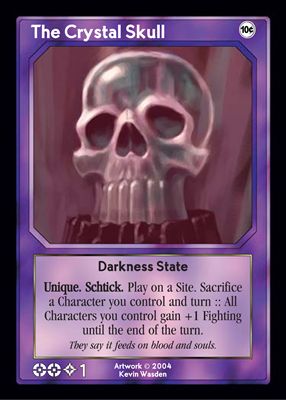 The Crystal Skull
10¢
Darkness State
Unique. Schtick. Play on a Site. Sacrifice
a Character you control and turn :: All
Characters you control gain +1 Fighting
until the end of the turn.
They say it feeds on blood and souls.
1
Artwork © 2004
Kevin Wasden